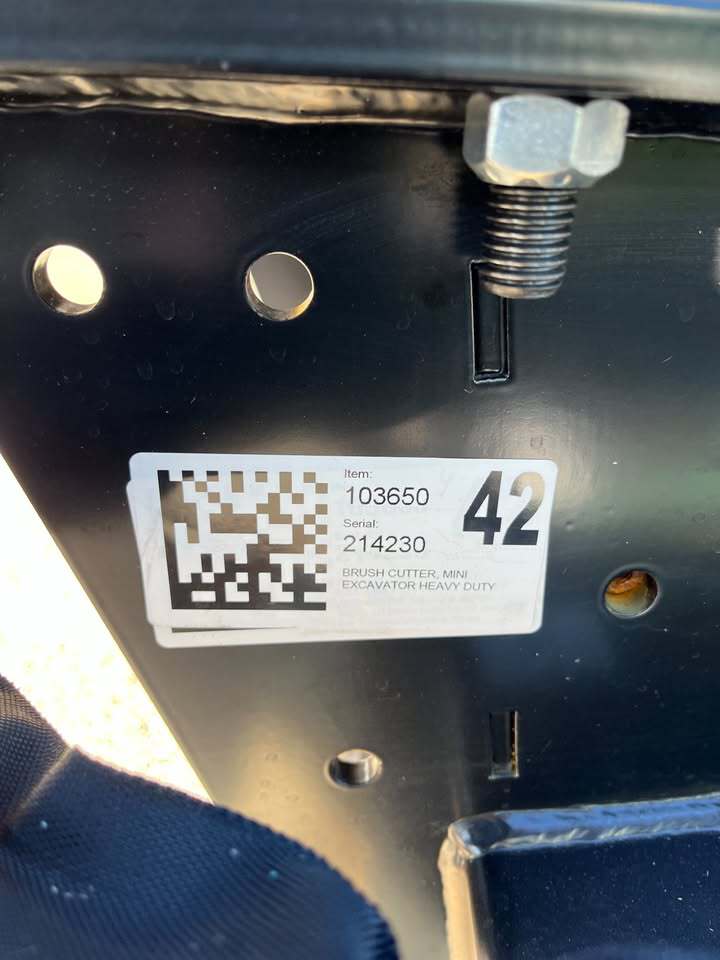 Item:
103650
42
Serial:
214230
BRUSH CUTTER, MINI
EXCAVATOR HEAVY DUTY